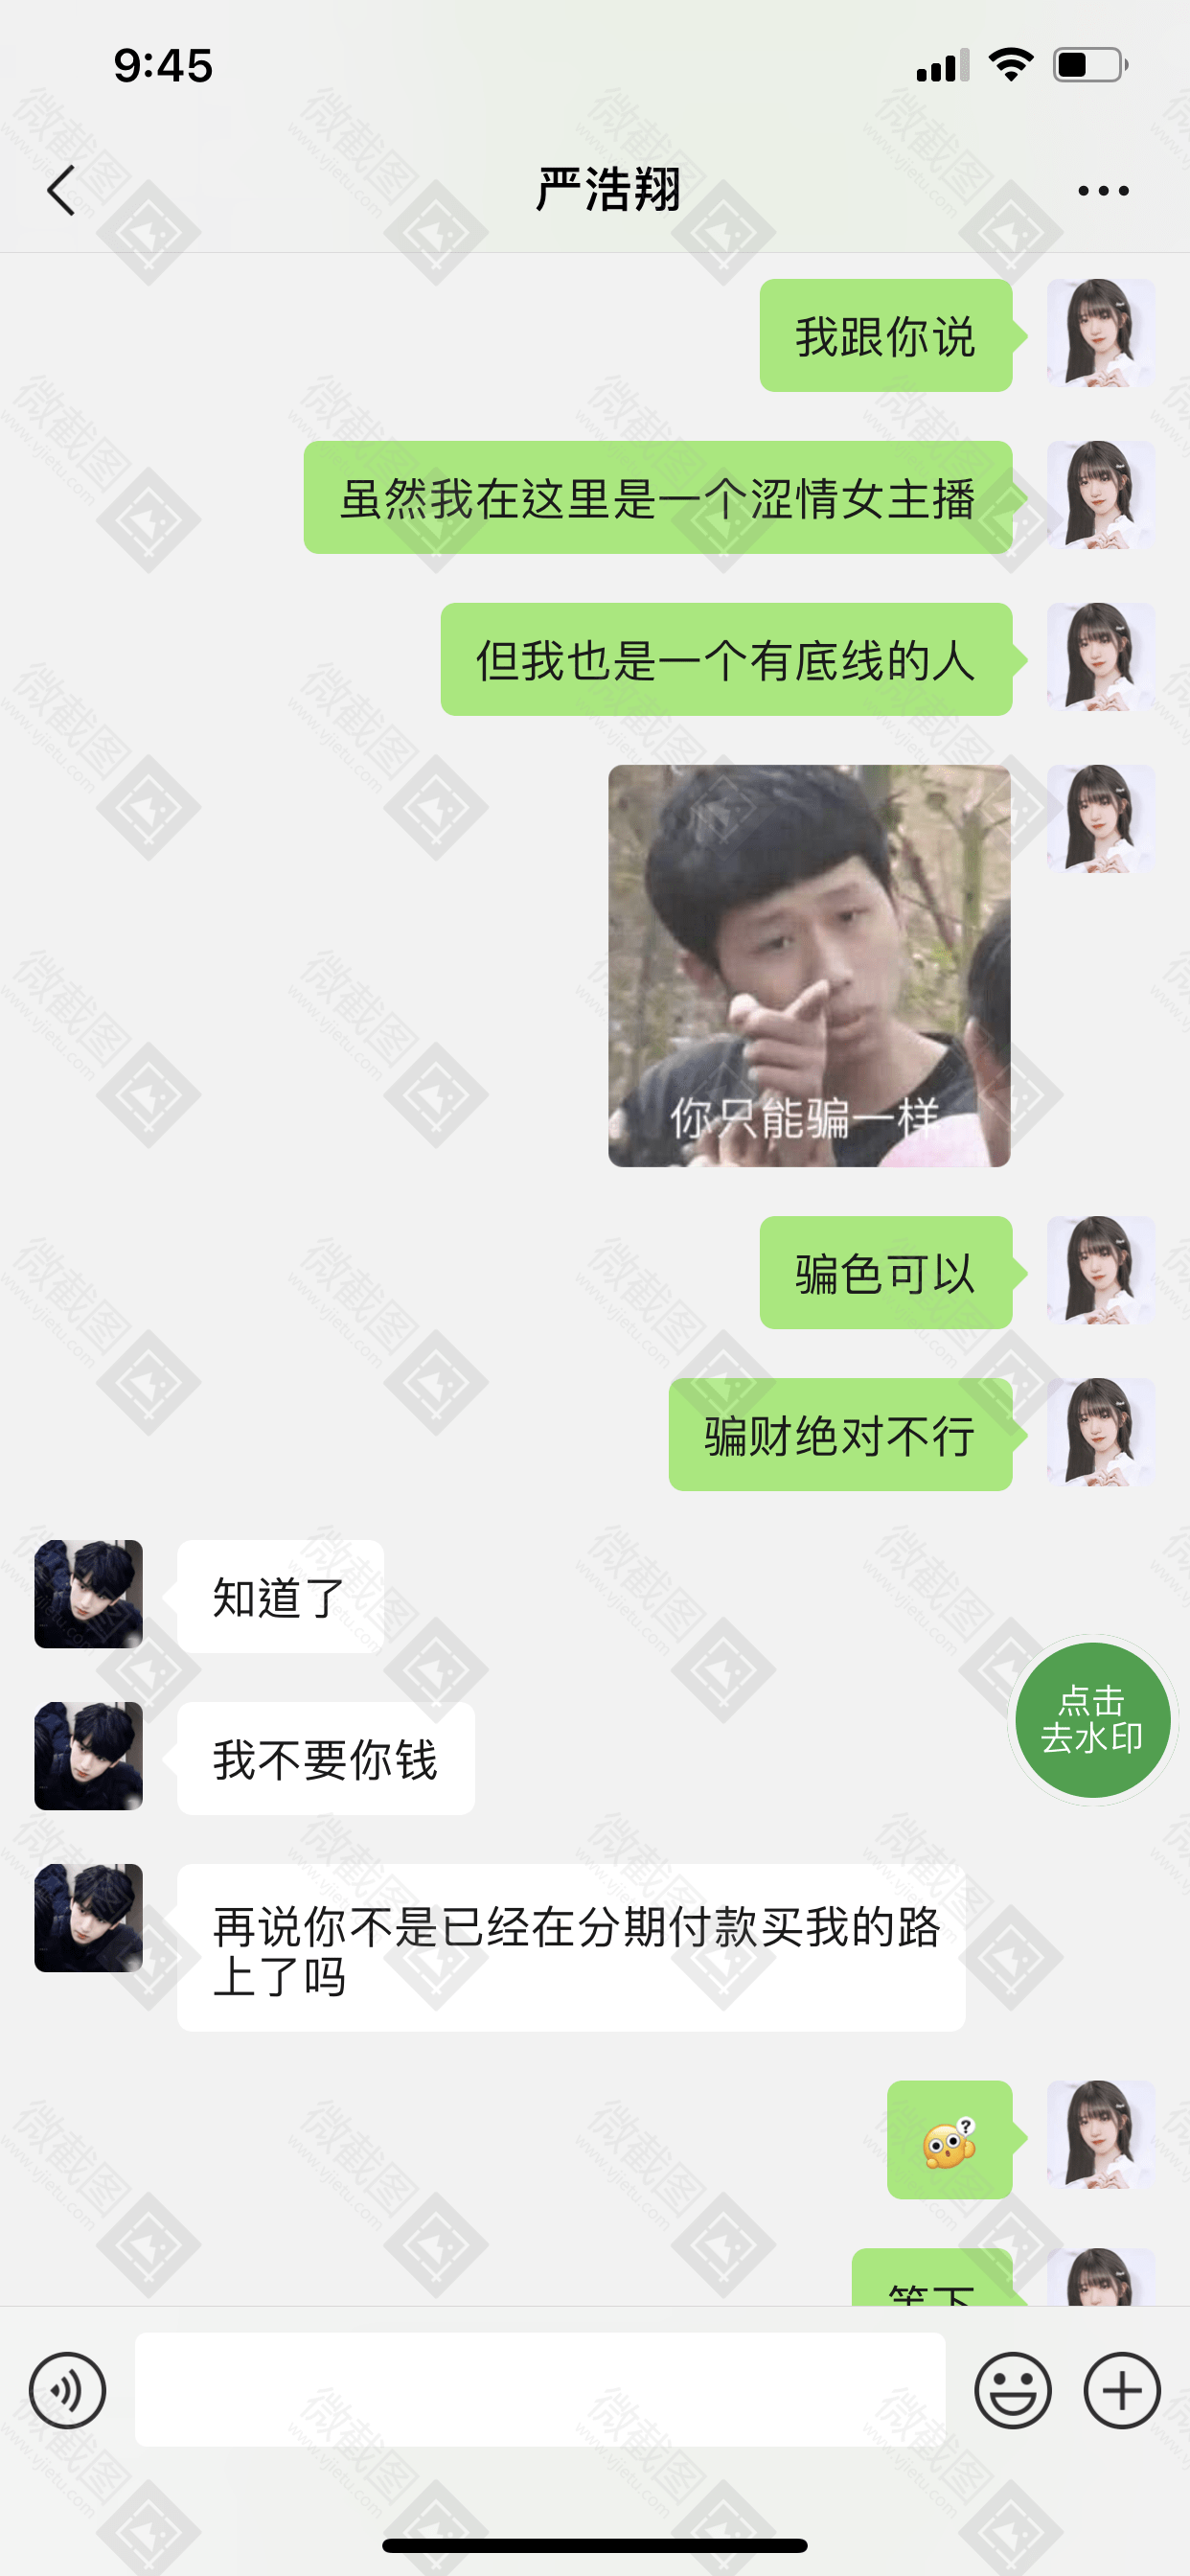 9:45
严浩翔
我跟你说
虽然我在这里是一个涩情女主播
但我也是一个有底线的人
你只能骗一样
骗色可以
骗财绝对不行
知道了
我不要你钱
点击
去水印
再说你不是已经在分期付款买我的路
上了吗
?
等下
微截图
www.vjietu.com